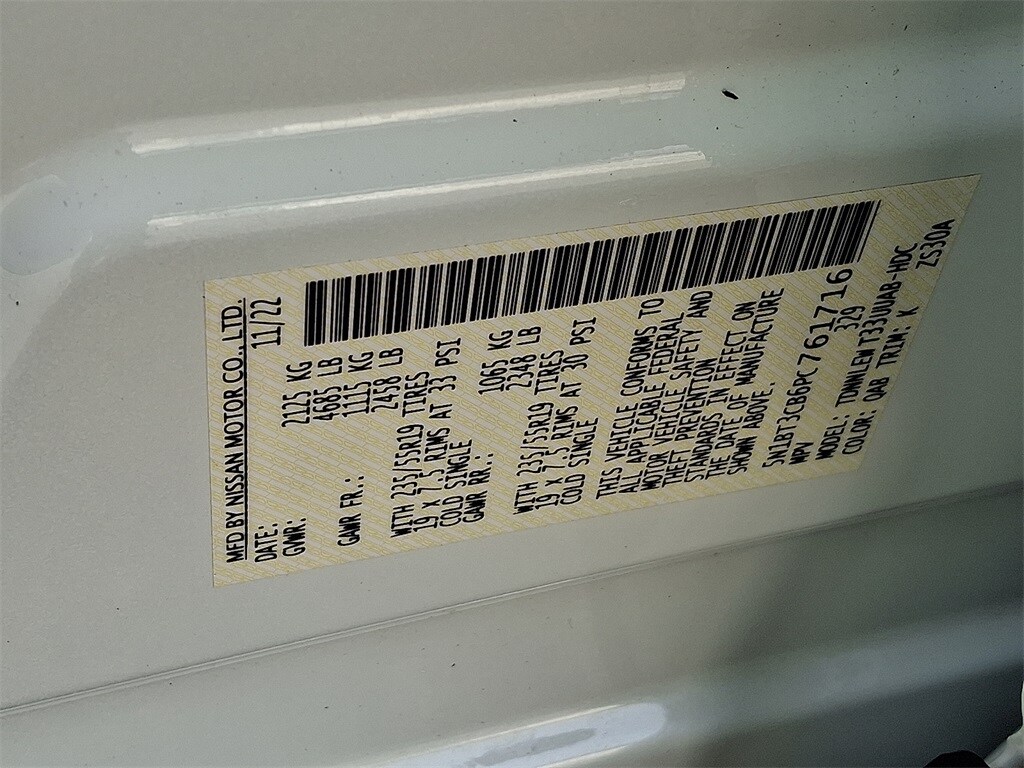 MFD BY NISSAN MOTOR CO., LTD.
DATE: 11/22
GVWR: 2125 KG
4685 LB
GAWR FR.: 1115 KG
2458 LB
WITH 235/55R19 TIRES
19 X 7.5 RIMS AT 33 PSI
COLD SINGLE
GAWR RR.: 1065 KG
2348 LB
WITH 235/55R19 TIRES
19 X 7.5 RIMS AT 30 PSI
COLD SINGLE
THIS VEHICLE CONFORMS TO
ALL APPLICABLE FEDERAL
MOTOR VEHICLE SAFETY AND
THEFT PREVENTION
STANDARDS IN EFFECT ON
THE DATE OF MANUFACTURE
SHOWN ABOVE.
5N1BT3CB6PC761716
MPV 329
MODEL: TDWNLEWT33UUAB-HDC
COLOR: QAB TRIM: K ZS30A